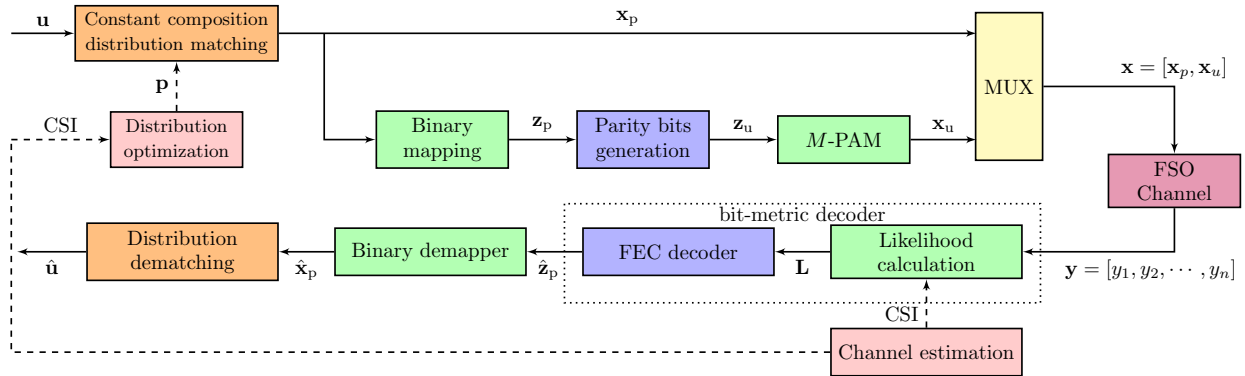 u
Constant composition
distribution matching
x_p
p
CSI
Distribution
optimization
Binary
mapping
z_p
Parity bits
generation
z_u
M-PAM
x_u
MUX
x = [x_p, x_u]
FSO
Channel
bit-metric decoder
û
Distribution
dematching
x̂_p
Binary demapper
ẑ_p
FEC decoder
L
Likelihood
calculation
y = [y_1, y_2, ⋯ , y_n]
CSI
Channel estimation